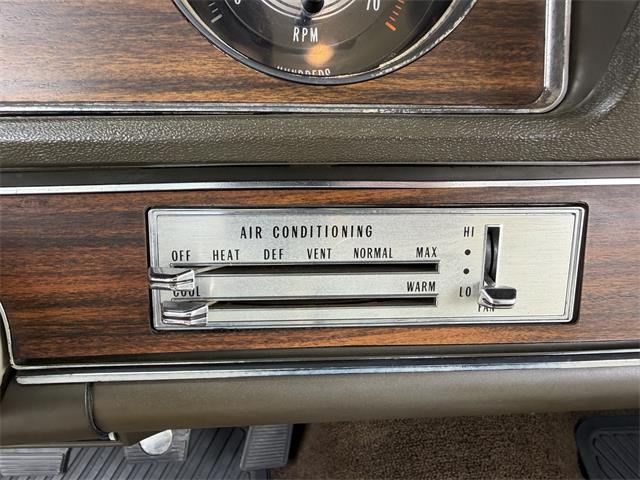 70
RPM
HUNDREDS
AIR CONDITIONING
OFF HEAT DEF VENT NORMAL MAX
HI
COOL WARM
LO
FAN